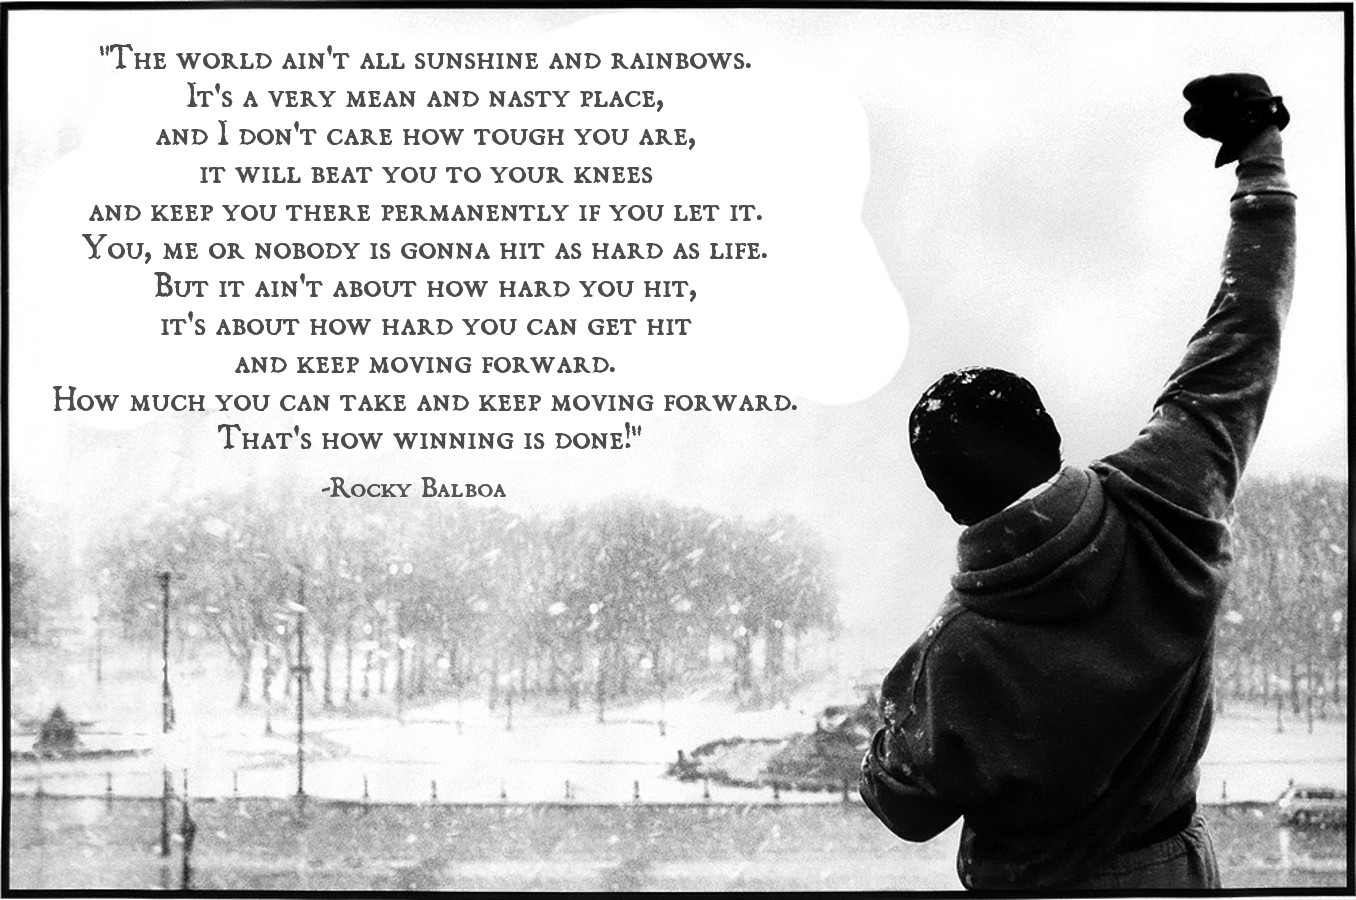 "The world ain't all sunshine and rainbows.
It's a very mean and nasty place,
and I don't care how tough you are,
it will beat you to your knees
and keep you there permanently if you let it.
You, me or nobody is gonna hit as hard as life.
But it ain't about how hard you hit,
it's about how hard you can get hit
and keep moving forward.
How much you can take and keep moving forward.
That's how winning is done!"
-Rocky Balboa